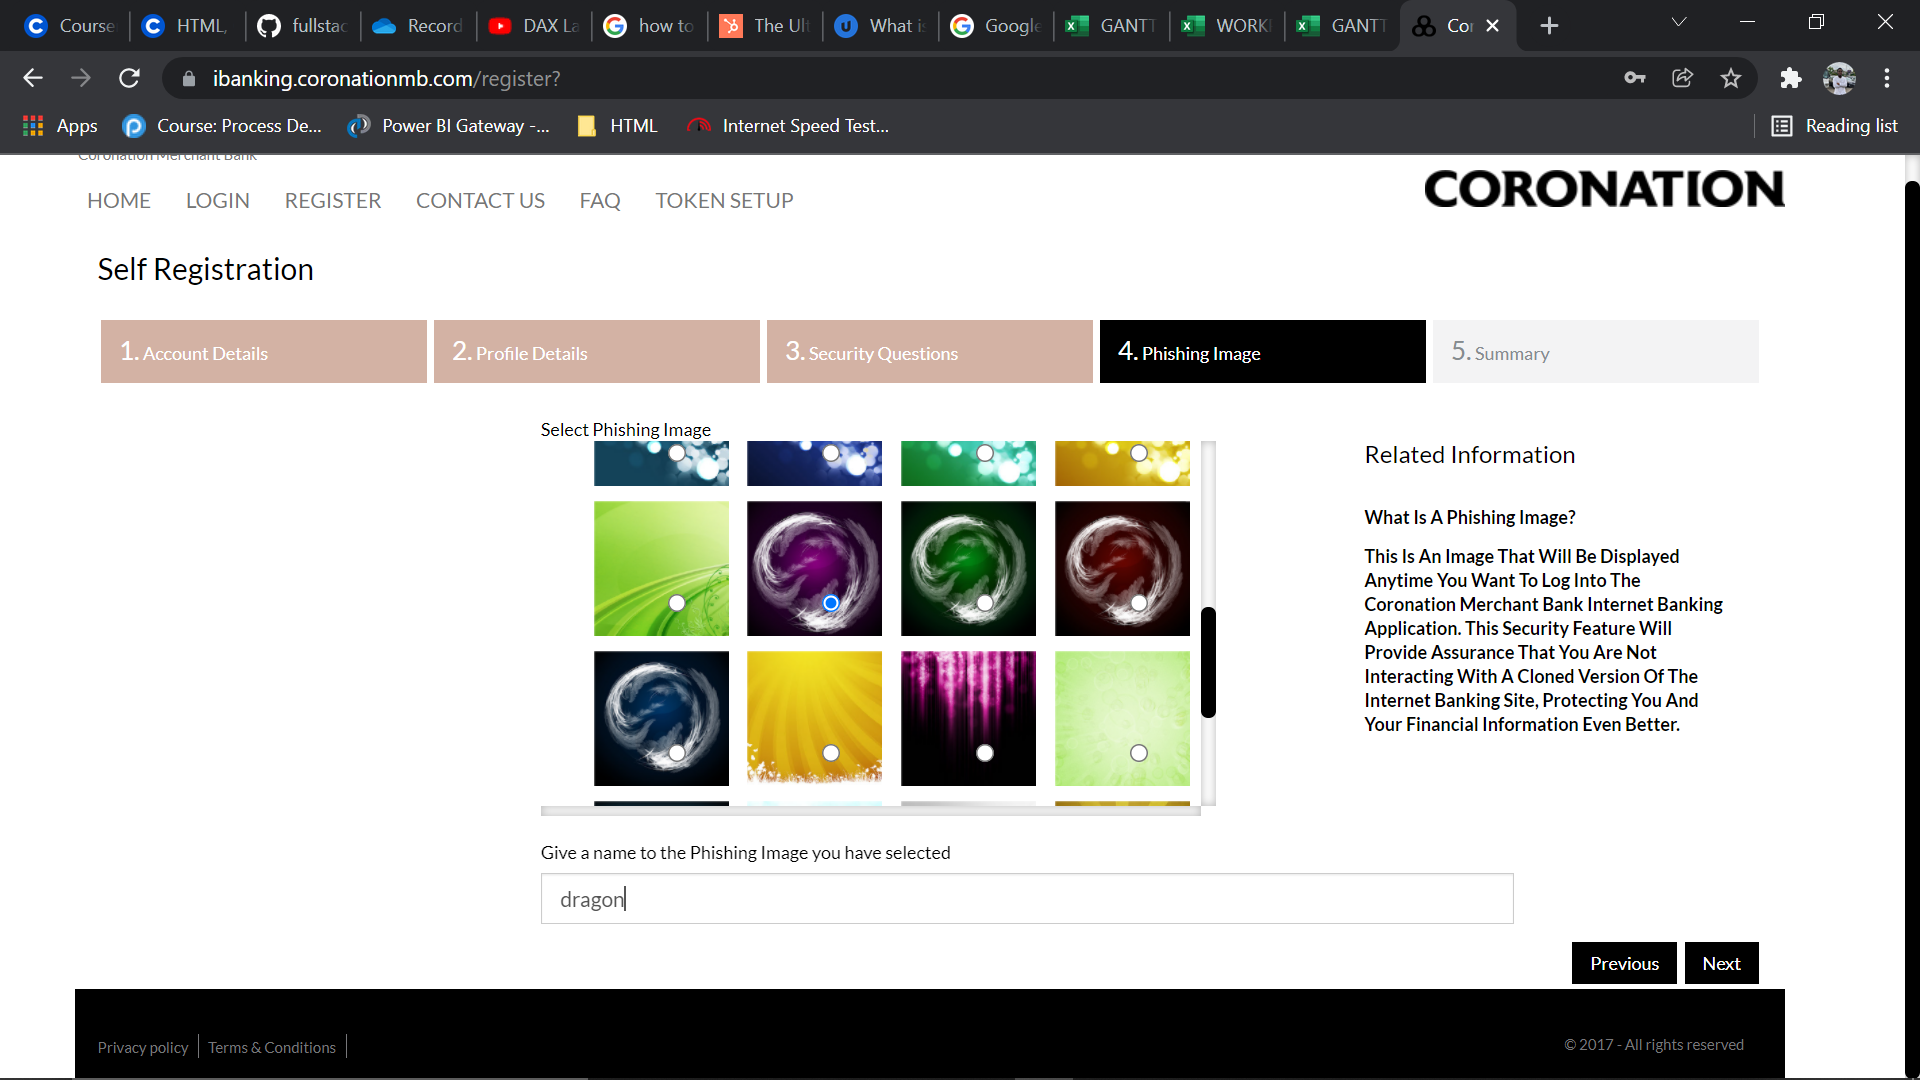 Course
HTML,
fullstac
Record
DAX La
how to
The Ult
What is
Google
GANTT
WORK
GANTT
Cor
ibanking.coronationmb.com/register?
Apps
Course: Process De...
Power BI Gateway -...
HTML
Internet Speed Test...
Reading list
Coronation Merchant Bank
HOME
LOGIN
REGISTER
CONTACT US
FAQ
TOKEN SETUP
CORONATION
Self Registration
1. Account Details
2. Profile Details
3. Security Questions
4. Phishing Image
5. Summary
Select Phishing Image
Related Information
What Is A Phishing Image?
This Is An Image That Will Be Displayed
Anytime You Want To Log Into The
Coronation Merchant Bank Internet Banking
Application. This Security Feature Will
Provide Assurance That You Are Not
Interacting With A Cloned Version Of The
Internet Banking Site, Protecting You And
Your Financial Information Even Better.
Give a name to the Phishing Image you have selected
dragon
Previous
Next
Privacy policy
Terms & Conditions
© 2017 - All rights reserved